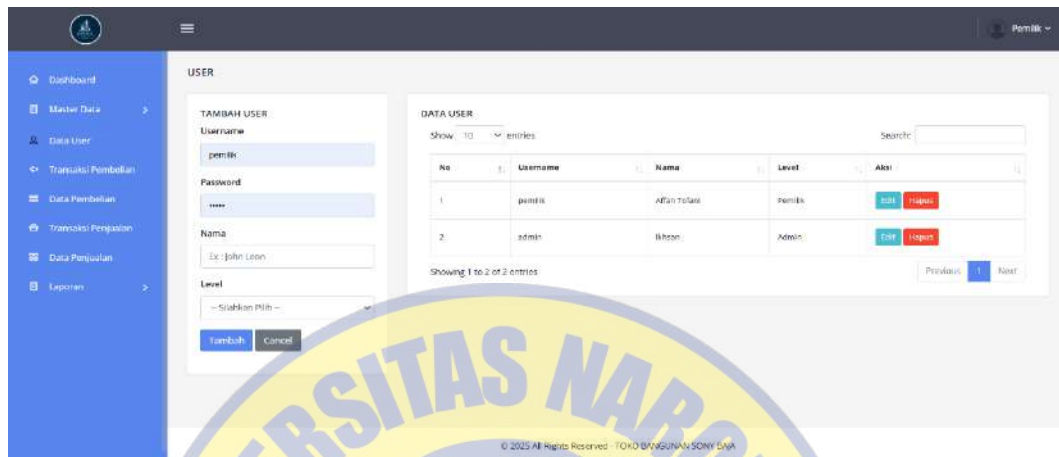 Pemilik
Dashboard
Master Data
Data User
Transaksi Pembelian
Data Pembelian
Transaksi Penjualan
Data Penjualan
Laporan
USER
TAMBAH USER
Username
pemilik
Password
•••••
Nama
Ex : John Leon
Level
-- Silahkan Pilih --
Tambah Cancel
DATA USER
Show 10 entries
Search:
No Username Nama Level Aksi
1 pemilik Affan Pemilik Edit Hapus
2 admin Ikhsan Admin Edit Hapus
Showing 1 to 2 of 2 entries
Previous 1 Next
© 2025 All Rights Reserved - TOKO BANGUNAN SONY BAJA
ERSITAS NARO